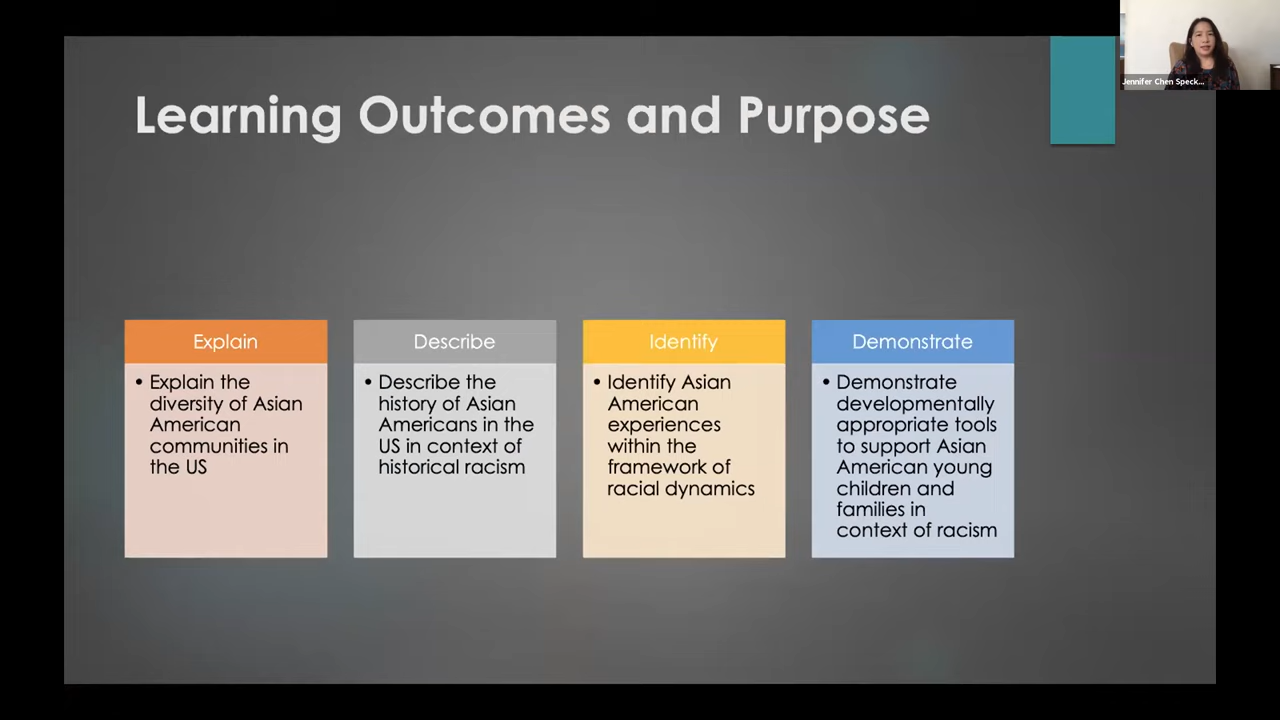 Learning Outcomes and Purpose
Jennifer Chen Speck...
Explain
• Explain the
diversity of Asian
American
communities in
the US
Describe
• Describe the
history of Asian
Americans in the
US in context of
historical racism
Identify
• Identify Asian
American
experiences
within the
framework of
racial dynamics
Demonstrate
• Demonstrate
developmentally
appropriate tools
to support Asian
American young
children and
families in
context of racism